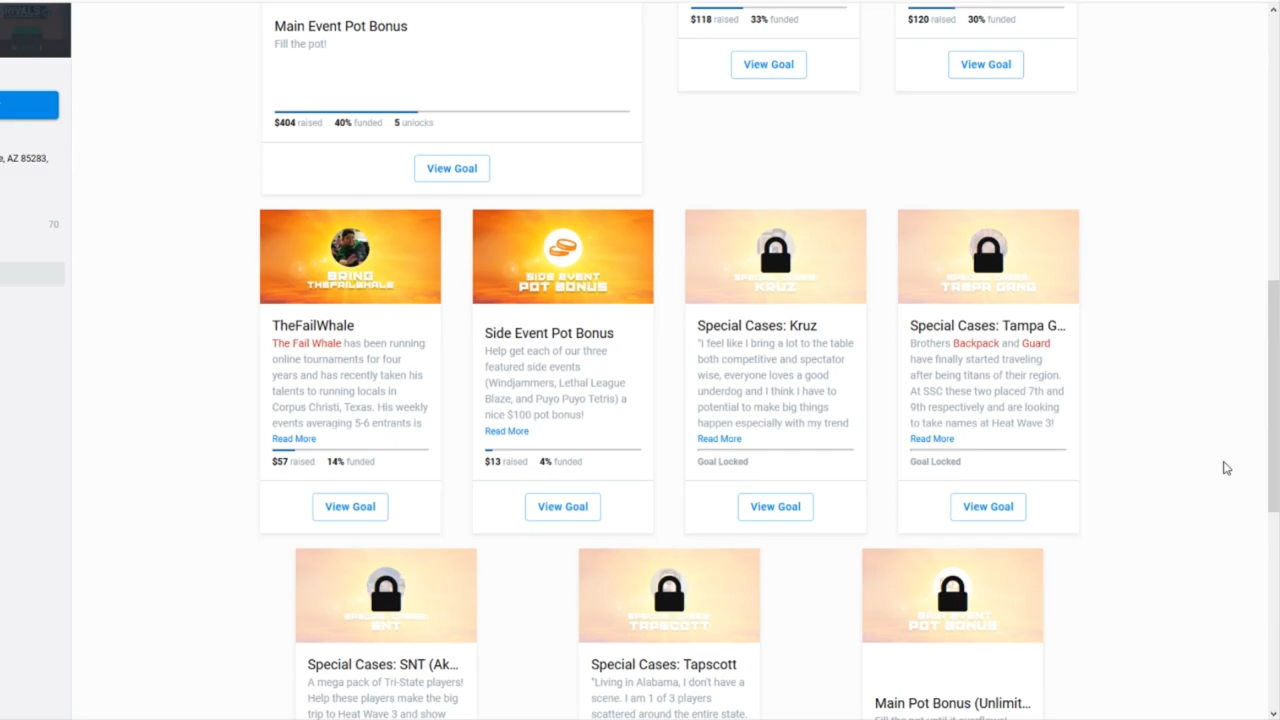 Main Event Pot Bonus
Fill the pot!
$404 raised 40% funded 5 unlocks
View Goal
$118 raised 33% funded
View Goal
$120 raised 30% funded
View Goal
e, AZ 85283,
70
BRING
THEFAILWHALE
TheFailWhale
The Fail Whale has been running
online tournaments for four
years and has recently taken his
talents to running locals in
Corpus Christi, Texas. His weekly
events averaging 5-6 entrants is
Read More
$57 raised 14% funded
View Goal
SIDE EVENT
POT BONUS
Side Event Pot Bonus
Help get each of our three
featured side events
(Windjammers, Lethal League
Blaze, and Puyo Puyo Tetris) a
nice $100 pot bonus!
Read More
$13 raised 4% funded
View Goal
KRUZ
Special Cases: Kruz
"I feel like I bring a lot to the table
both competitive and spectator
wise, everyone loves a good
underdog and I think I have to
potential to make big things
happen especially with my trend
Read More
Goal Locked
View Goal
TAMPA GANG
Special Cases: Tampa G...
Brothers Backpack and Guard
have finally started traveling
after being titans of their region.
At SSC these two placed 7th and
9th respectively and are looking
to take names at Heat Wave 3!
Read More
Goal Locked
View Goal
SNT
Special Cases: SNT (Ak...
A mega pack of Tri-State players!
Help these players make the big
trip to Heat Wave 3 and show
TAPSCOTT
Special Cases: Tapscott
"Living in Alabama, I don't have a
scene. I am 1 of 3 players
scattered around the entire state.
POT BONUS
Main Pot Bonus (Unlimit...